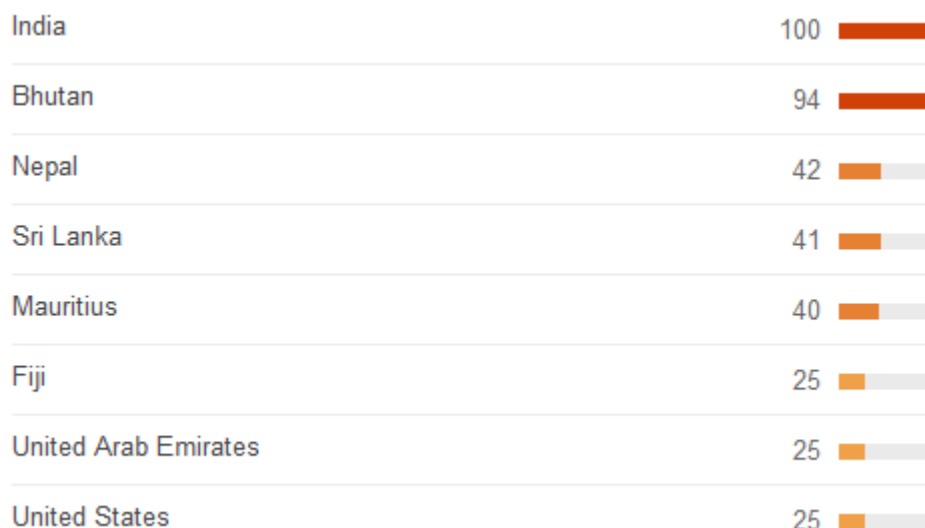 India 100
Bhutan 94
Nepal 42
Sri Lanka 41
Mauritius 40
Fiji 25
United Arab Emirates 25
United States 25